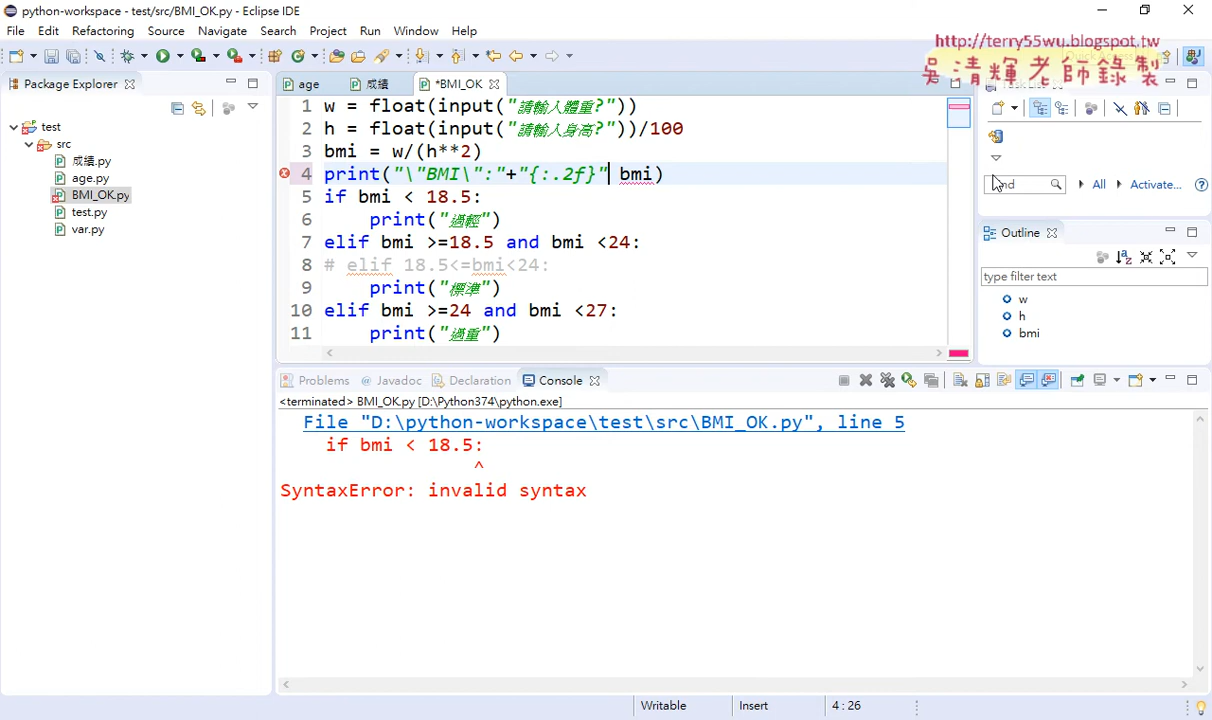 python-workspace - test/src/BMI_OK.py - Eclipse IDE
File Edit Refactoring Source Navigate Search Project Run Window Help
http://terry55wu.blogspot.tw
吳清輝老師錄製
Package Explorer
age
成績
*BMI_OK
test
src
成績.py
age.py
BMI_OK.py
test.py
var.py
1 w = float(input("請輸入體重?"))
2 h = float(input("請輸入身高?"))/100
3 bmi = w/(h**2)
4 print("\"BMI\":"+"{:.2f}" bmi)
5 if bmi < 18.5:
6 print("過輕")
7 elif bmi >=18.5 and bmi <24:
8 # elif 18.5<=bmi<24:
9 print("標準")
10 elif bmi >=24 and bmi <27:
11 print("過重")
All
Activate...
Outline
type filter text
w
h
bmi
Problems Javadoc Declaration Console
<terminated> BMI_OK.py [D:\Python374\python.exe]
File "D:\python-workspace\test\src\BMI_OK.py", line 5
if bmi < 18.5:
^
SyntaxError: invalid syntax
Writable Insert 4 : 26